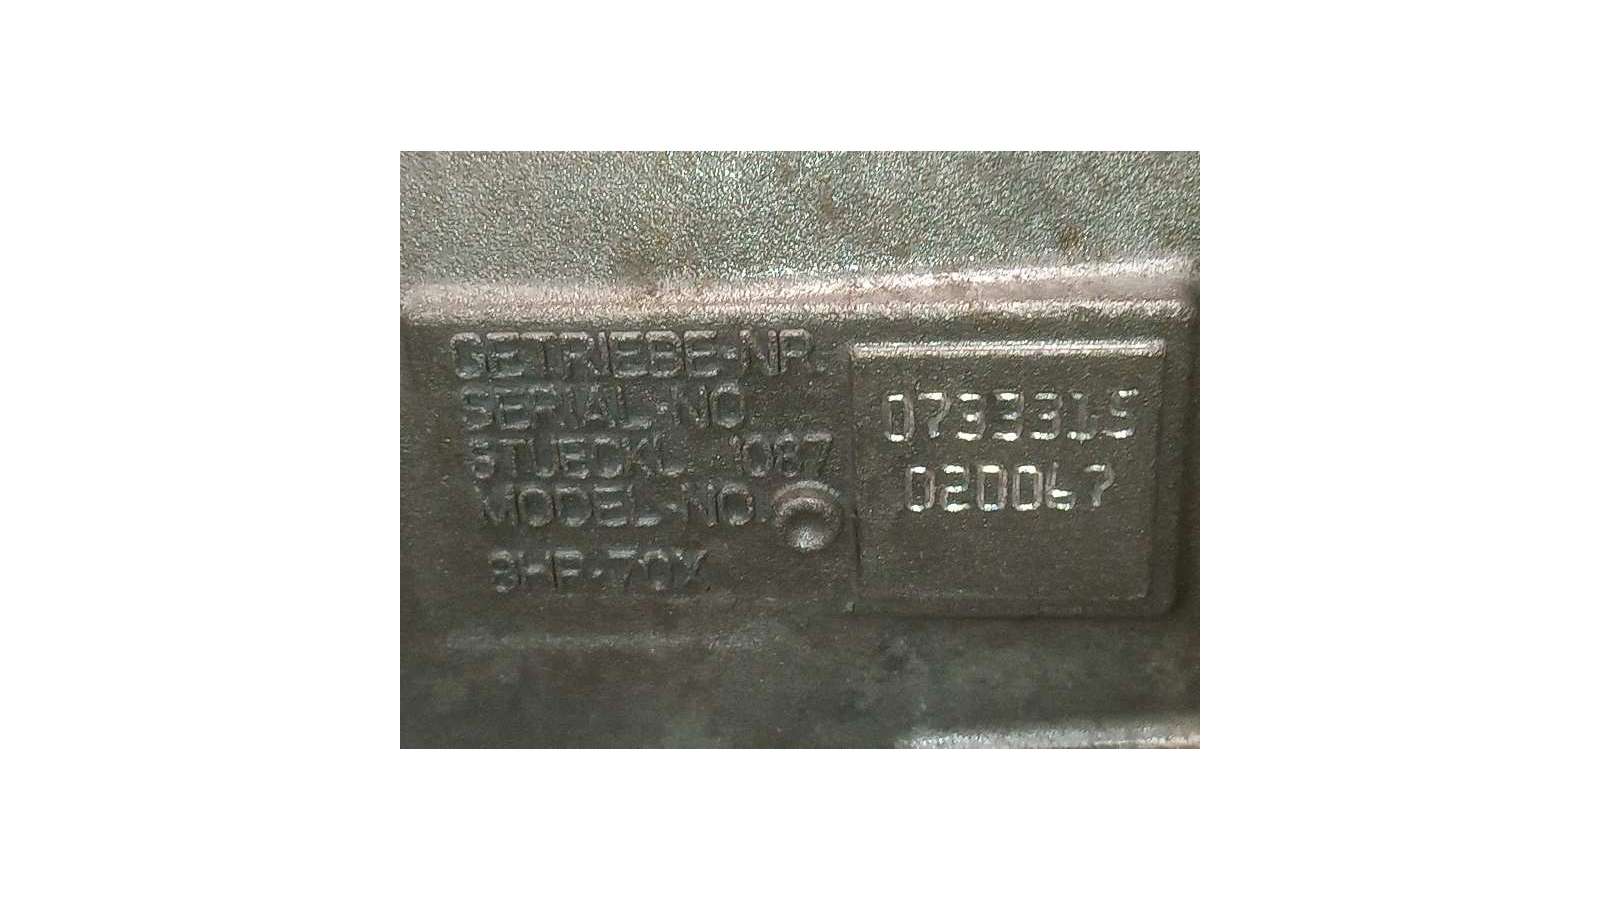 GETRIEBE-NR.
SERIAL-NO
STUECKL 1087
MODEL-NO.
8HP-70X
0733315
020067